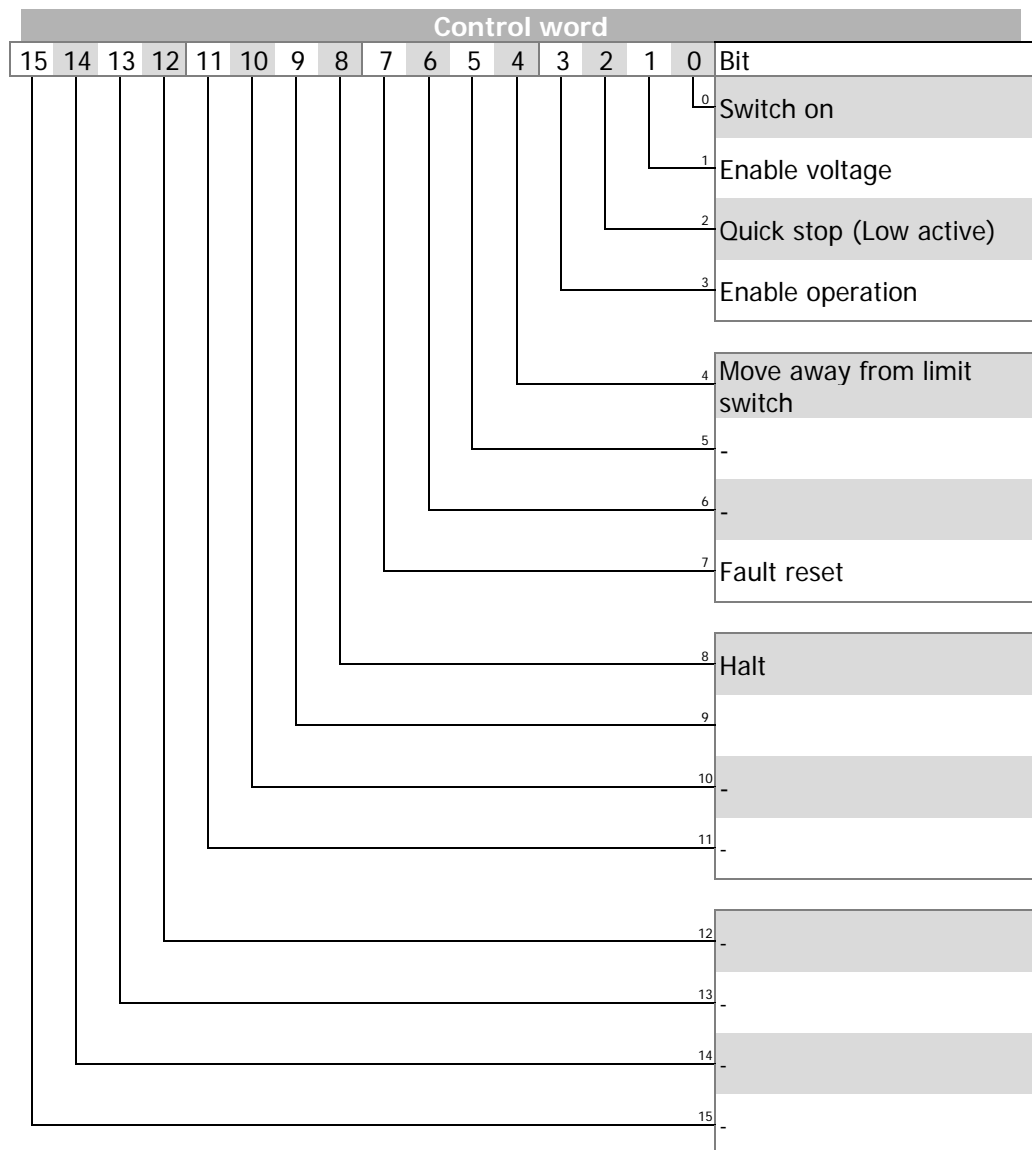 Control word
15 14 13 12 11 10 9 8 7 6 5 4 3 2 1 0 Bit
0 Switch on
1 Enable voltage
2 Quick stop (Low active)
3 Enable operation
4 Move away from limit
switch
5 -
6 -
7 Fault reset
8 Halt
9
10 -
11 -
12 -
13 -
14 -
15 -